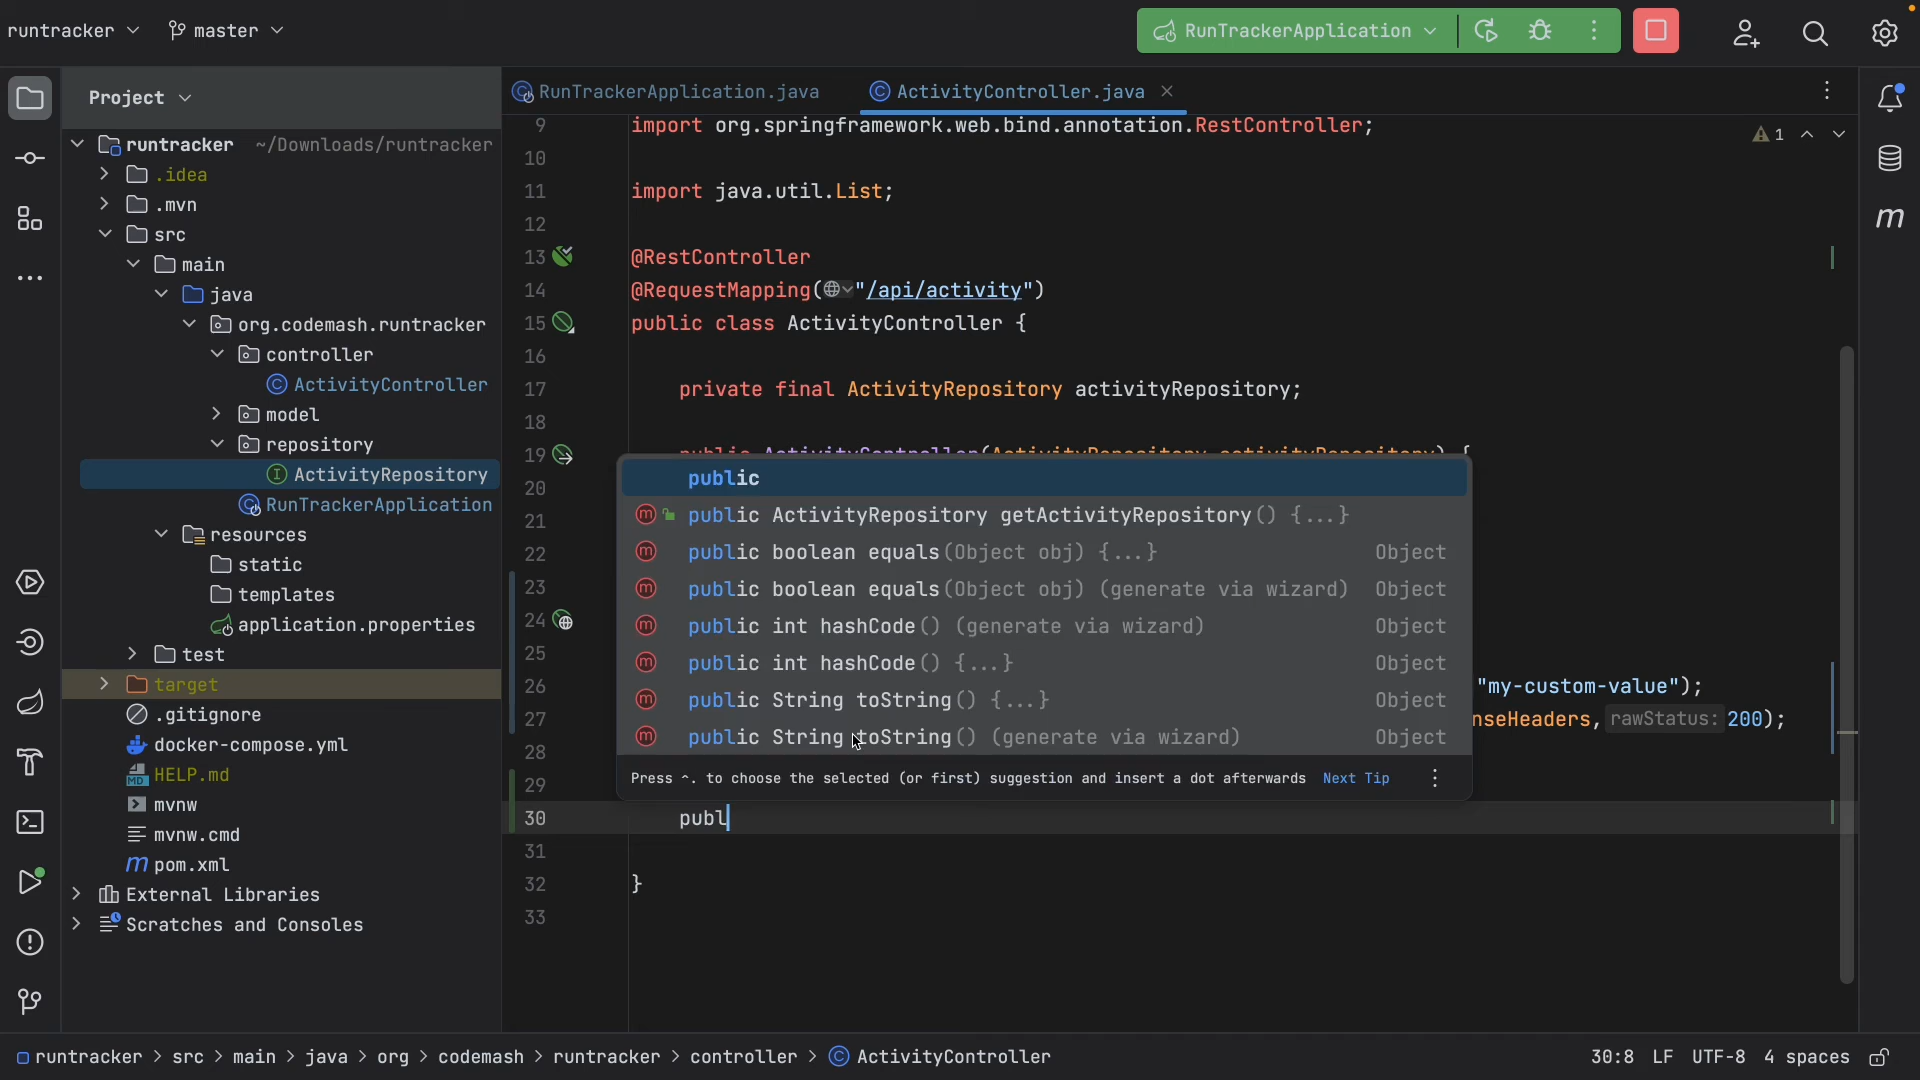 runtracker
master
RunTrackerApplication
Project
RunTrackerApplication.java
ActivityController.java
runtracker ~/Downloads/runtracker
.idea
.mvn
src
main
java
org.codemash.runtracker
controller
ActivityController
model
repository
ActivityRepository
RunTrackerApplication
resources
static
templates
application.properties
test
target
.gitignore
docker-compose.yml
HELP.md
mvnw
mvnw.cmd
pom.xml
External Libraries
Scratches and Consoles
9 import org.springframework.web.bind.annotation.RestController;
1
10
11 import java.util.List;
12
13 @RestController
14 @RequestMapping("/api/activity")
15 public class ActivityController {
16
17 private final ActivityRepository activityRepository;
18
19 public ActivityController(ActivityRepository activityRepository) {
20
21
22
23
24
25
26 "my-custom-value");
27 nseHeaders, rawStatus: 200);
28
29
30 publ
31
32 }
33
public
public ActivityRepository getActivityRepository() {...}
public boolean equals(Object obj) {...} Object
public boolean equals(Object obj) (generate via wizard) Object
public int hashCode() (generate via wizard) Object
public int hashCode() {...} Object
public String toString() {...} Object
public String toString() (generate via wizard) Object
Press ^. to choose the selected (or first) suggestion and insert a dot afterwards Next Tip
runtracker > src > main > java > org > codemash > runtracker > controller > ActivityController
30:8 LF UTF-8 4 spaces